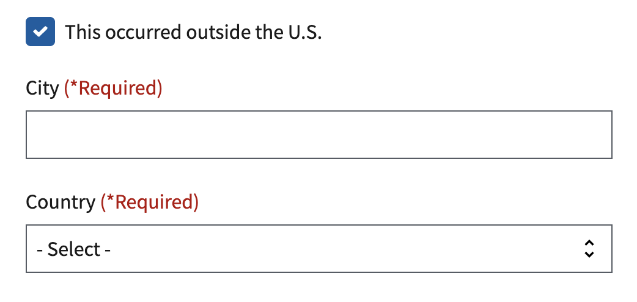 This occurred outside the U.S.
City (*Required)
Country (*Required)
- Select -